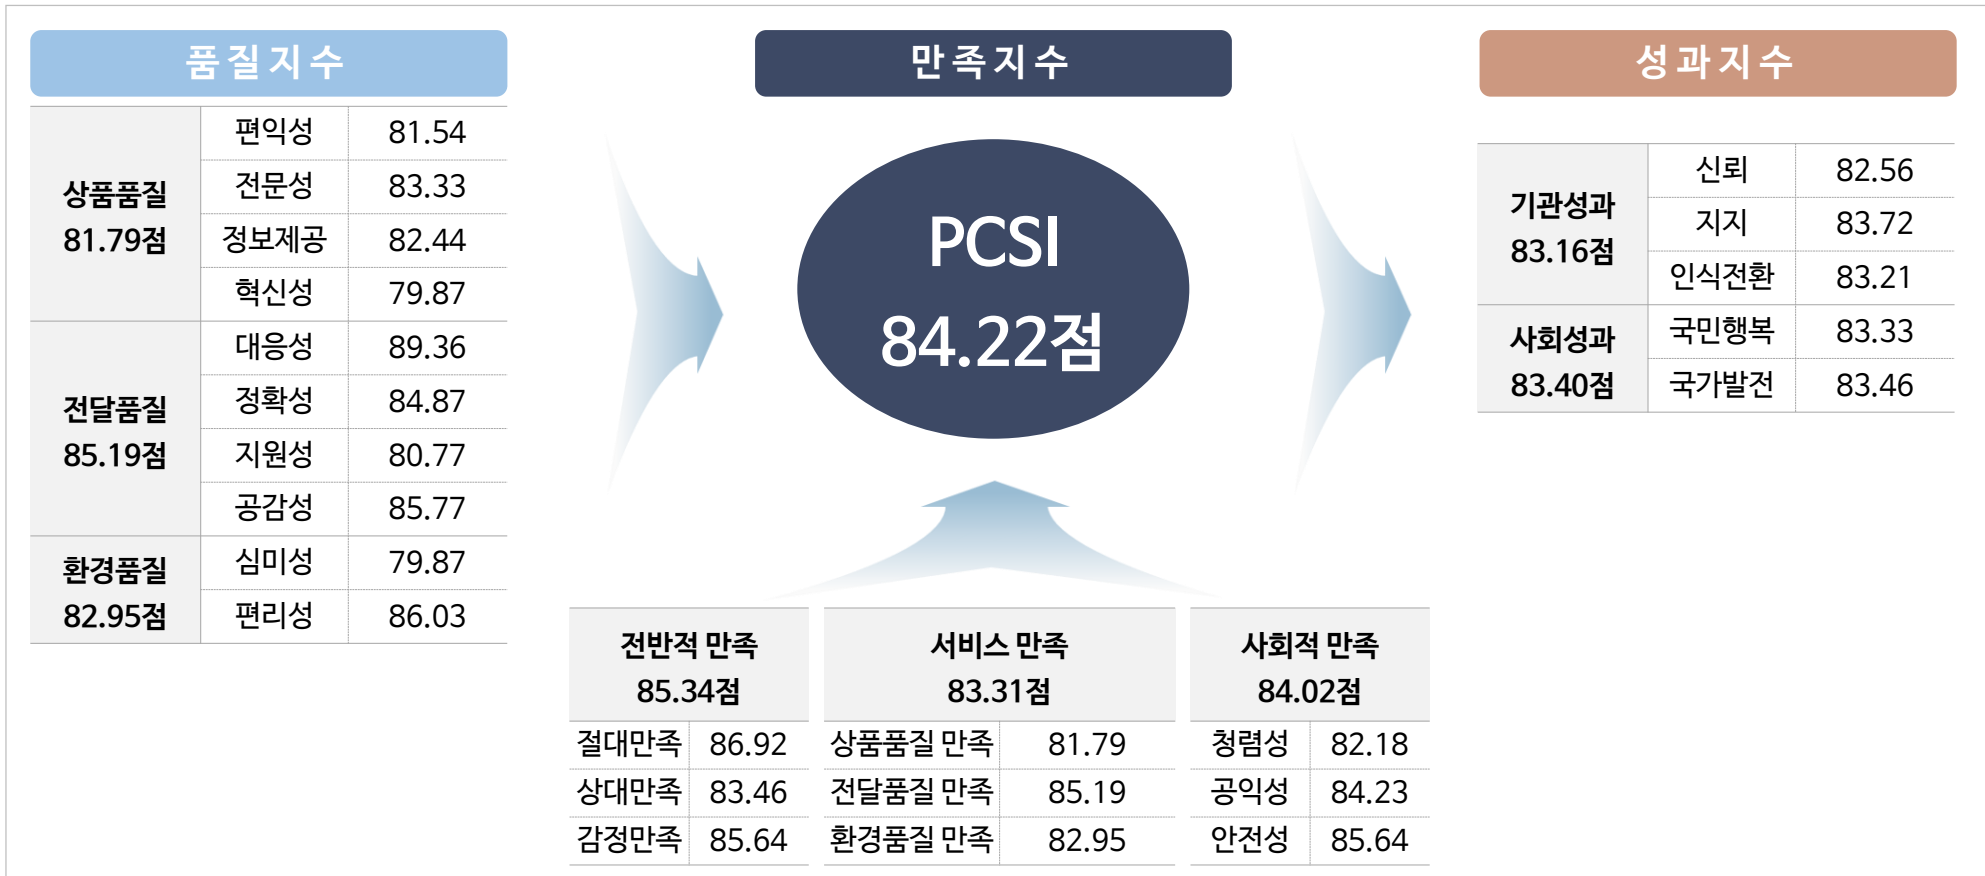 품질지수
상품품질
81.79점
편익성 81.54
전문성 83.33
정보제공 82.44
혁신성 79.87
전달품질
85.19점
대응성 89.36
정확성 84.87
지원성 80.77
공감성 85.77
환경품질
82.95점
심미성 79.87
편리성 86.03
만족지수
PCSI
84.22점
전반적 만족
85.34점
절대만족 86.92
상대만족 83.46
감정만족 85.64
서비스 만족
83.31점
상품품질 만족 81.79
전달품질 만족 85.19
환경품질 만족 82.95
사회적 만족
84.02점
청렴성 82.18
공익성 84.23
안전성 85.64
성과지수
기관성과
83.16점
신뢰 82.56
지지 83.72
인식전환 83.21
사회성과
83.40점
국민행복 83.33
국가발전 83.46